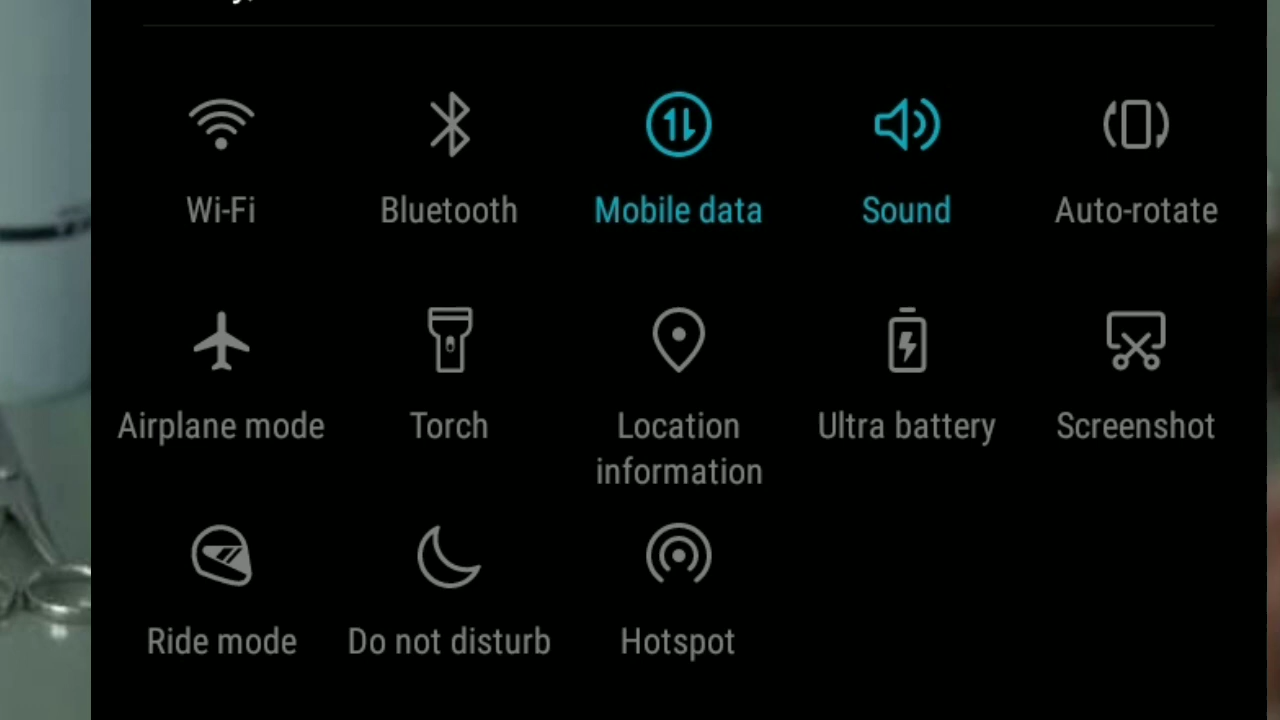 Wi-Fi
Bluetooth
Mobile data
Sound
Auto-rotate
Airplane mode
Torch
Location
information
Ultra battery
Screenshot
Ride mode
Do not disturb
Hotspot